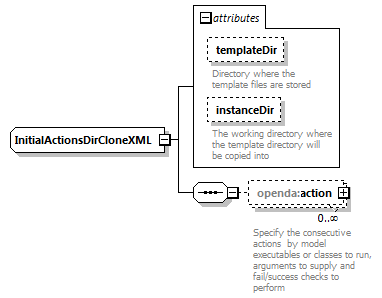 attributes
templateDir
Directory where the
template files are stored
instanceDir
The working directory where
the template directory will
be copied into
InitialActionsDirCloneXML
openda:action
0..∞
Specify the consecutive
actions by model
executables or classes to run,
arguments to supply and
fail/success checks to
perform